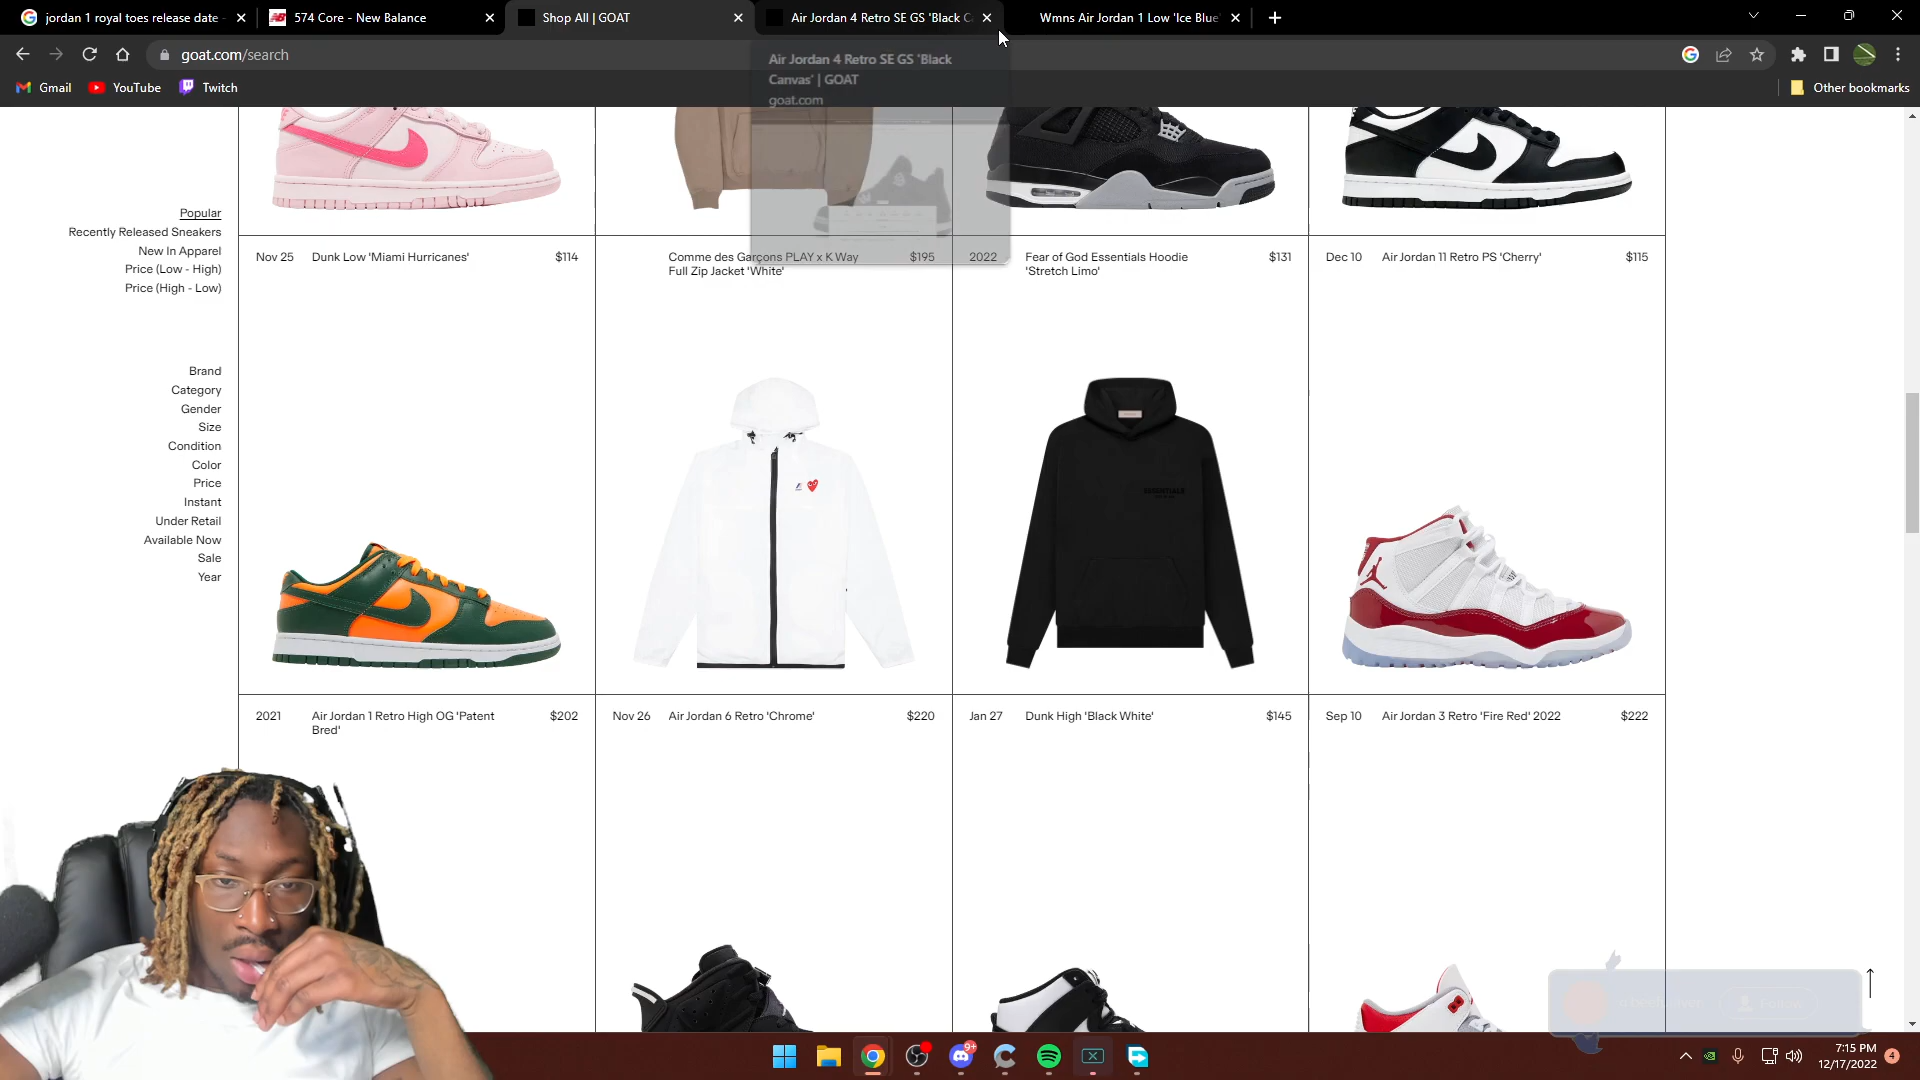 jordan 1 royal toes release date
574 Core - New Balance
Shop All | GOAT
Air Jordan 4 Retro SE GS 'Black C
Wmns Air Jordan 1 Low 'Ice Blue'
goat.com/search
Gmail
YouTube
Twitch
Other bookmarks
Air Jordan 4 Retro SE GS 'Black
Canvas' | GOAT
goat.com
Popular
Recently Released Sneakers
New In Apparel
Price (Low - High)
Price (High - Low)
Brand
Category
Gender
Size
Condition
Color
Price
Instant
Under Retail
Available Now
Sale
Year
Nov 25 Dunk Low 'Miami Hurricanes' $114
Comme des Garçons PLAY x K Way $195
Full Zip Jacket 'White'
2022 Fear of God Essentials Hoodie $131
'Stretch Limo'
Dec 10 Air Jordan 11 Retro PS 'Cherry' $115
ESSENTIALS
2021 Air Jordan 1 Retro High OG 'Patent $202
Bred'
Nov 26 Air Jordan 6 Retro 'Chrome' $220
Jan 27 Dunk High 'Black White' $145
Sep 10 Air Jordan 3 Retro 'Fire Red' 2022 $222
Follow
9+
7:15 PM
12/17/2022
4